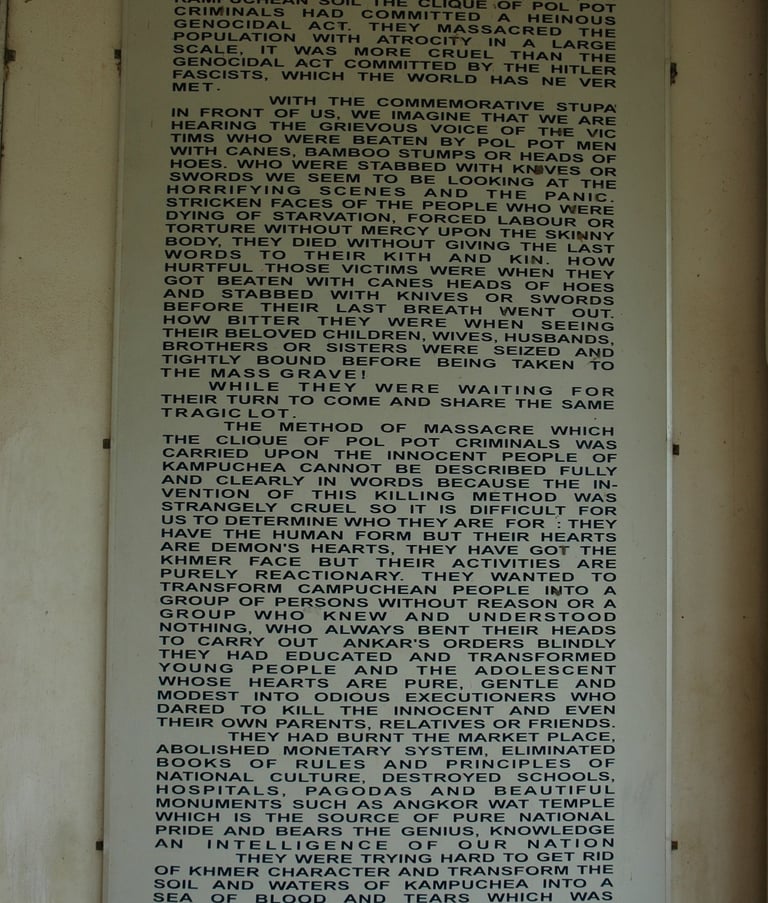 KAMPUCHEAN SOIL THE CLIQUE OF POL POT
CRIMINALS HAD COMMITTED A HEINOUS
GENOCIDAL ACT. THEY MASSACRED THE
POPULATION WITH ATROCITY IN A LARGE
SCALE, IT WAS MORE CRUEL THAN THE
GENOCIDAL ACT COMMITTED BY THE HITLER
FASCISTS, WHICH THE WORLD HAS NE VER
MET.
WITH THE COMMEMORATIVE STUPA
IN FRONT OF US, WE IMAGINE THAT WE ARE
HEARING THE GRIEVOUS VOICE OF THE VIC
TIMS WHO WERE BEATEN BY POL POT MEN
WITH CANES, BAMBOO STUMPS OR HEADS OF
HOES. WHO WERE STABBED WITH KNIVES OR
SWORDS WE SEEM TO BE LOOKING AT THE
HORRIFYING SCENES AND THE PANIC.
STRICKEN FACES OF THE PEOPLE WHO WERE
DYING OF STARVATION, FORCED LABOUR OR
TORTURE WITHOUT MERCY UPON THE SKINNY
BODY, THEY DIED WITHOUT GIVING THE LAST
WORDS TO THEIR KITH AND KIN. HOW
HURTFUL THOSE VICTIMS WERE WHEN THEY
GOT BEATEN WITH CANES HEADS OF HOES
AND STABBED WITH KNIVES OR SWORDS
BEFORE THEIR LAST BREATH WENT OUT.
HOW BITTER THEY WERE WHEN SEEING
THEIR BELOVED CHILDREN, WIVES, HUSBANDS,
BROTHERS OR SISTERS WERE SEIZED AND
TIGHTLY BOUND BEFORE BEING TAKEN TO
THE MASS GRAVE!
WHILE THEY WERE WAITING FOR
THEIR TURN TO COME AND SHARE THE SAME
TRAGIC LOT.
THE METHOD OF MASSACRE WHICH
THE CLIQUE OF POL POT CRIMINALS WAS
CARRIED UPON THE INNOCENT PEOPLE OF
KAMPUCHEA CANNOT BE DESCRIBED FULLY
AND CLEARLY IN WORDS BECAUSE THE IN-
VENTION OF THIS KILLING METHOD WAS
STRANGELY CRUEL SO IT IS DIFFICULT FOR
US TO DETERMINE WHO THEY ARE FOR : THEY
HAVE THE HUMAN FORM BUT THEIR HEARTS
ARE DEMON'S HEARTS, THEY HAVE GOT THE
KHMER FACE BUT THEIR ACTIVITIES ARE
PURELY REACTIONARY. THEY WANTED TO
TRANSFORM CAMPUCHEAN PEOPLE INTO A
GROUP OF PERSONS WITHOUT REASON OR A
GROUP WHO KNEW AND UNDERSTOOD
NOTHING, WHO ALWAYS BENT THEIR HEADS
TO CARRY OUT ANKAR'S ORDERS BLINDLY
THEY HAD EDUCATED AND TRANSFORMED
YOUNG PEOPLE AND THE ADOLESCENT
WHOSE HEARTS ARE PURE, GENTLE AND
MODEST INTO ODIOUS EXECUTIONERS WHO
DARED TO KILL THE INNOCENT AND EVEN
THEIR OWN PARENTS, RELATIVES OR FRIENDS.
THEY HAD BURNT THE MARKET PLACE,
ABOLISHED MONETARY SYSTEM, ELIMINATED
BOOKS OF RULES AND PRINCIPLES OF
NATIONAL CULTURE, DESTROYED SCHOOLS,
HOSPITALS, PAGODAS AND BEAUTIFUL
MONUMENTS SUCH AS ANGKOR WAT TEMPLE
WHICH IS THE SOURCE OF PURE NATIONAL
PRIDE AND BEARS THE GENIUS, KNOWLEDGE
AN INTELLIGENCE OF OUR NATION
THEY WERE TRYING HARD TO GET RID
OF KHMER CHARACTER AND TRANSFORM THE
SOIL AND WATERS OF KAMPUCHEA INTO A
SEA OF BLOOD AND TEARS WHICH WAS